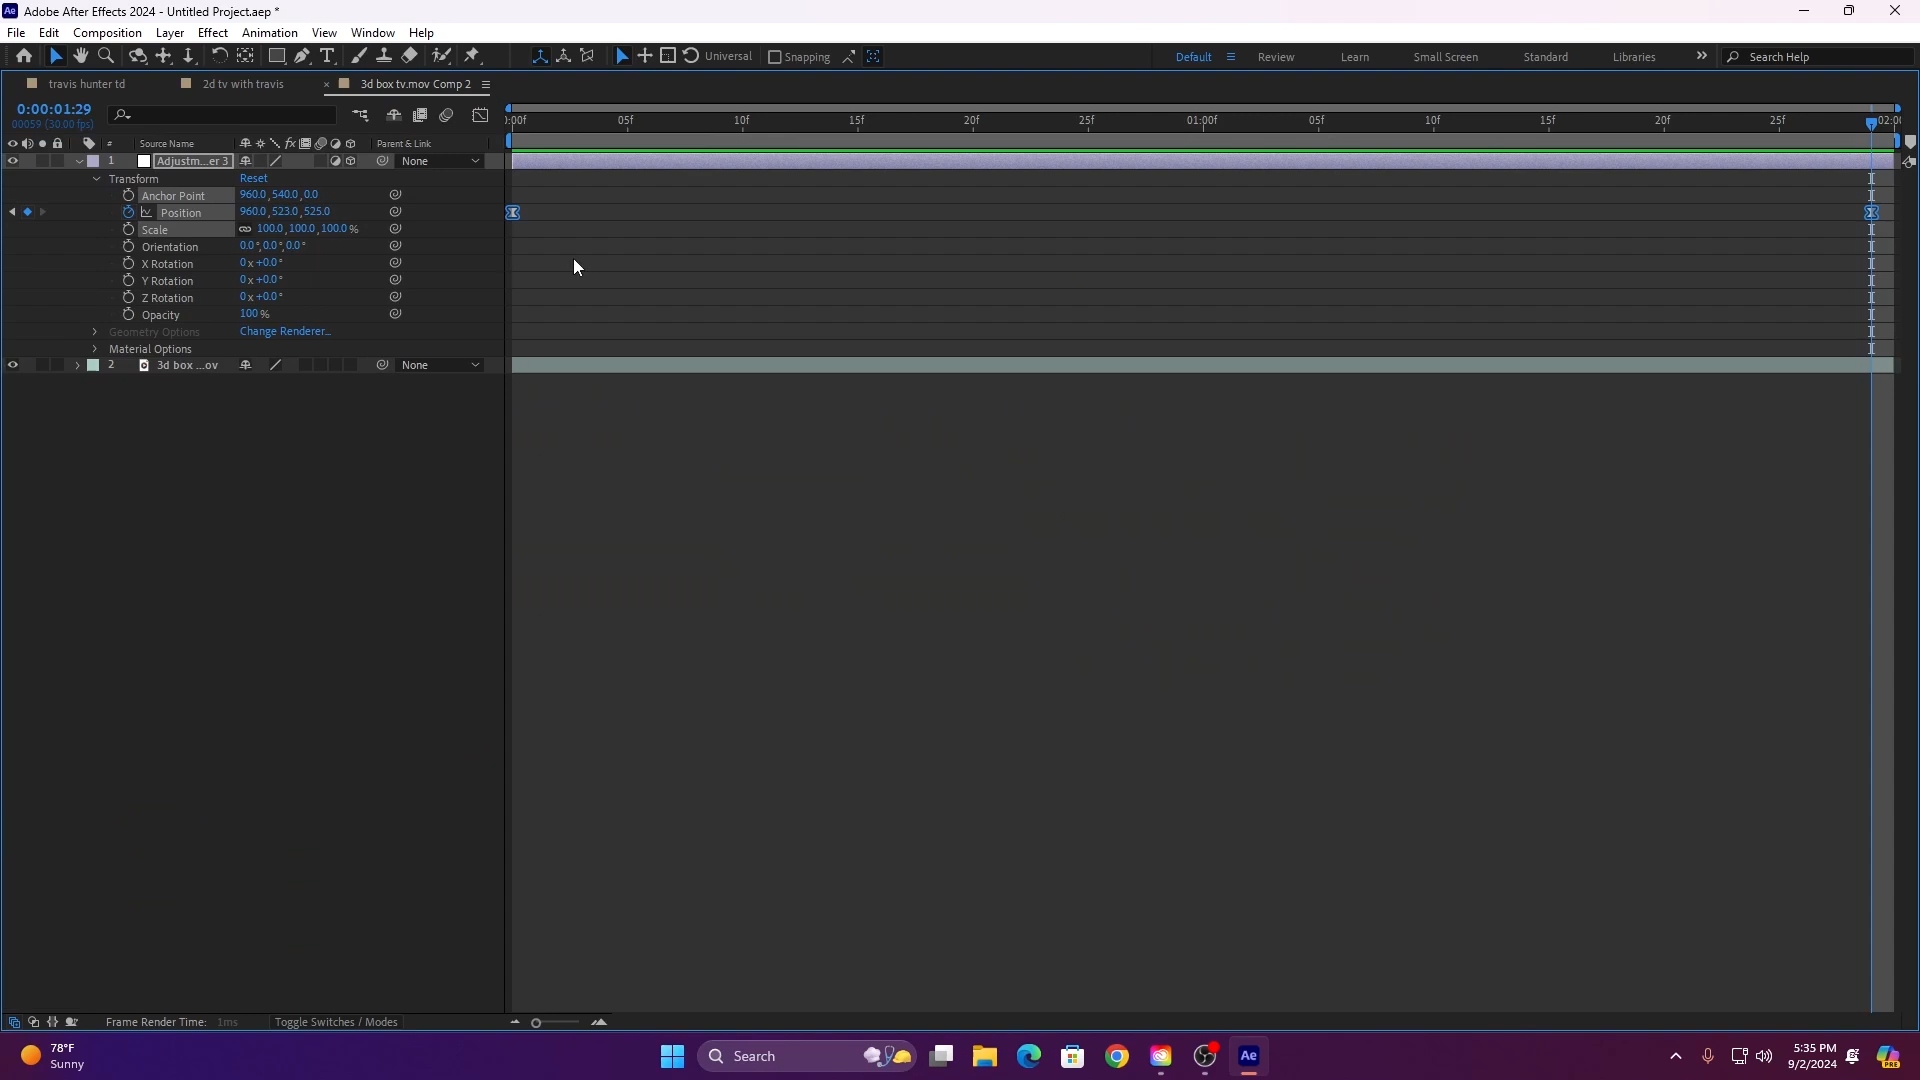 Adobe After Effects 2024 - Untitled Project.aep *
File Edit Composition Layer Effect Animation View Window Help
Universal Snapping Default Review Learn Small Screen Standard Libraries Search Help
travis hunter td 2d tv with travis × 3d box tv.mov Comp 2
0:00:01:29
00059 (30.00 fps)
:00f 05f 10f 15f 20f 25f 01:00f 05f 10f 15f 20f 25f 02:00
# Source Name fx Parent & Link
1 Adjustm...er 3 None
Transform Reset
Anchor Point 960.0, 540.0, 0.0
Position 960.0, 523.0, 525.0
Scale 100.0, 100.0, 100.0 %
Orientation 0.0 °, 0.0 °, 0.0 °
X Rotation 0 x +0.0 °
Y Rotation 0 x +0.0 °
Z Rotation 0 x +0.0 °
Opacity 100 %
Geometry Options Change Renderer...
Material Options
2 3d box ...ov None
Frame Render Time: 1ms Toggle Switches / Modes
78°F
Sunny
Search
Ae
5:35 PM
9/2/2024
PRE